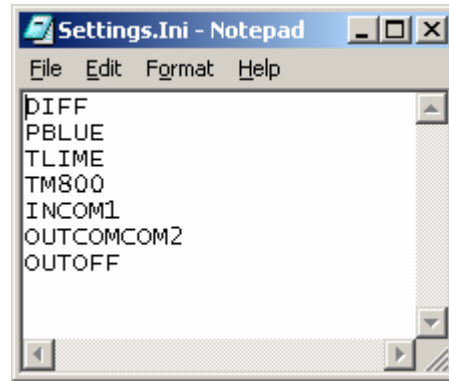 Settings.Ini - Notepad
File Edit Format Help
DIFF
PBLUE
TLIME
TM800
INCOM1
OUTCOMCOM2
OUTOFF